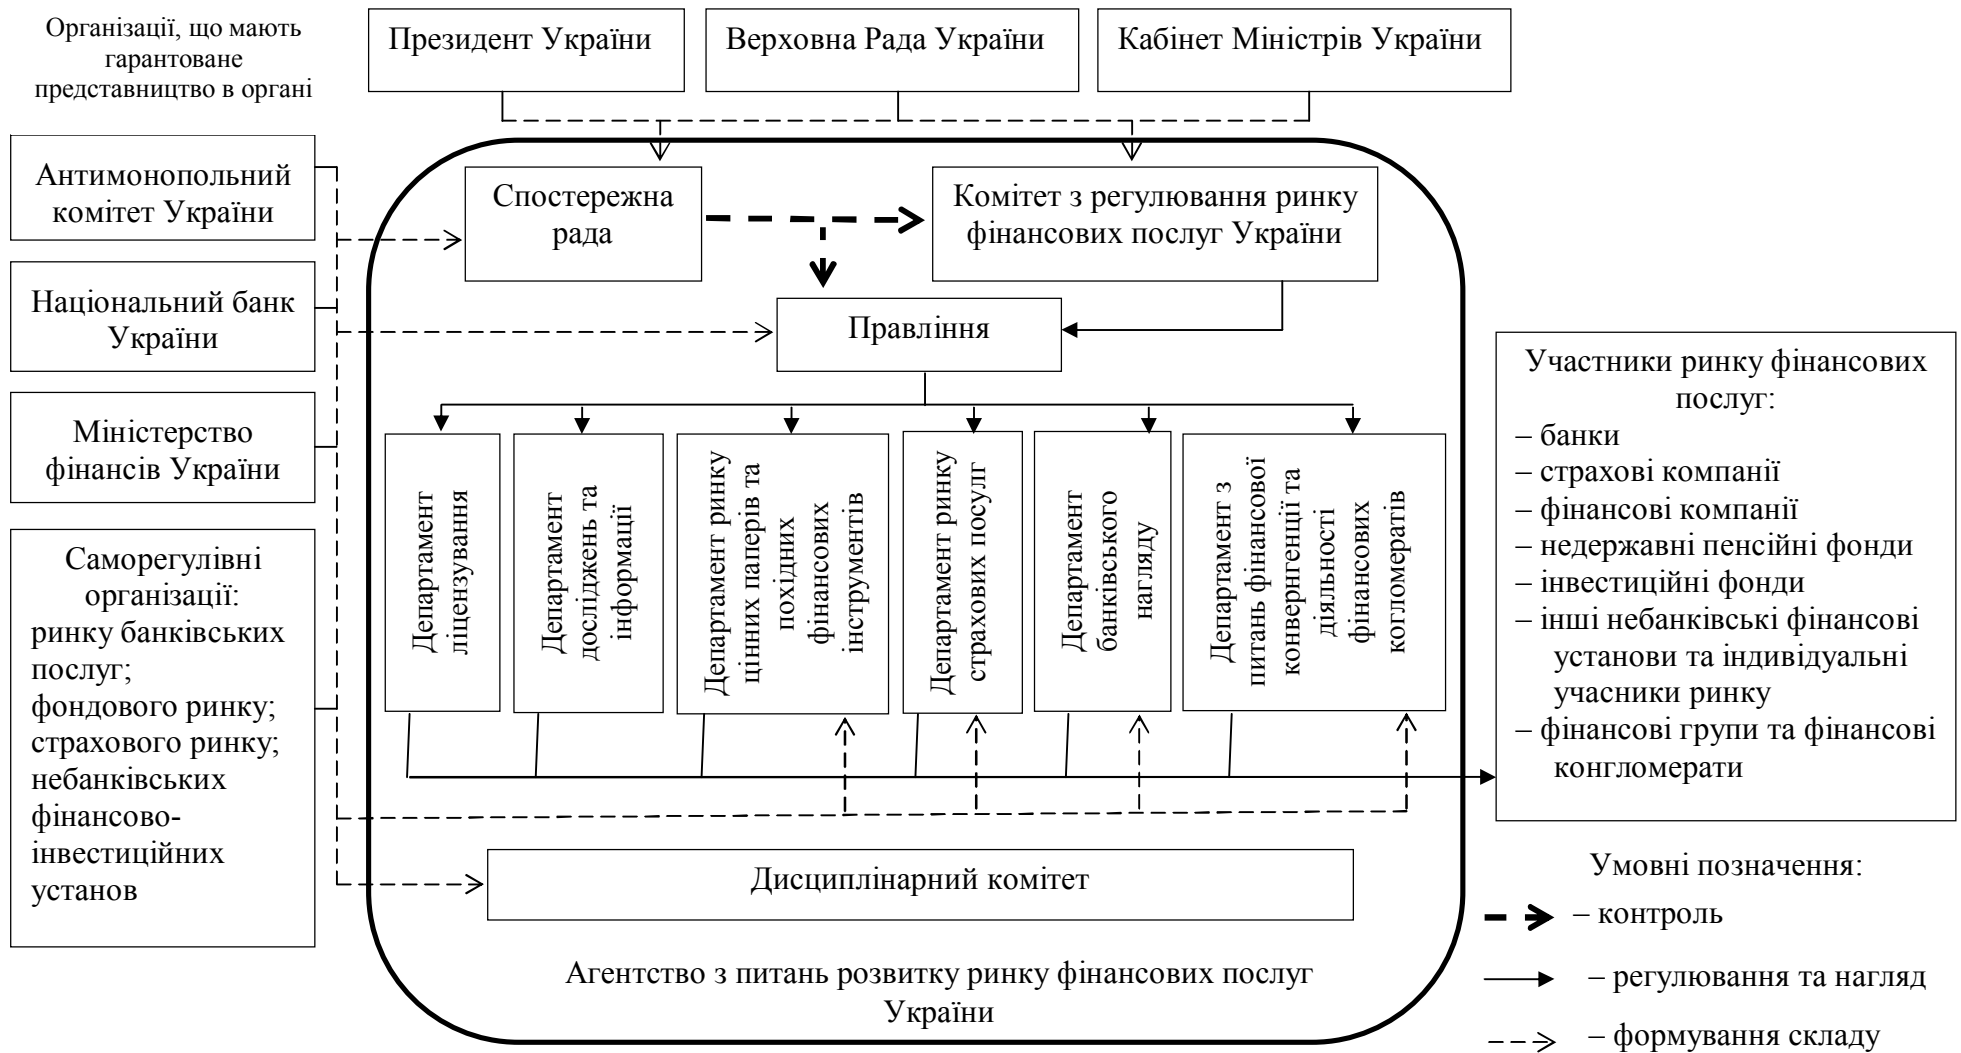 Організації, що мають
гарантоване
представництво в органі
Президент України
Верховна Рада України
Кабінет Міністрів України
Антимонопольний
комітет України
Національний банк
України
Міністерство
фінансів України
Саморегулівні
організації:
ринку банківських
послуг;
фондового ринку;
страхового ринку;
небанківських
фінансово-
інвестиційних
установ
Спостережна
рада
Комітет з регулювання ринку
фінансових послуг України
Правління
Департамент
ліцензування
Департамент
досліджень та
інформації
Департамент ринку
цінних паперів та
похідних
фінансових
інструментів
Департамент ринку
страхових посулг
Департамент
банківського
нагляду
Департамент з
питань фінансової
конвернгенції та
діяльності
фінансових
когломератів
Дисциплінарний комітет
Агентство з питань розвитку ринку фінансових послуг
України
Участники ринку фінансових
послуг:
– банки
– страхові компанії
– фінансові компанії
– недержавні пенсійні фонди
– інвестиційні фонди
– інші небанківські фінансові
установи та індивідуальні
учасники ринку
– фінансові групи та фінансові
конгломерати
Умовні позначення:
– контроль
– регулювання та нагляд
– формування складу